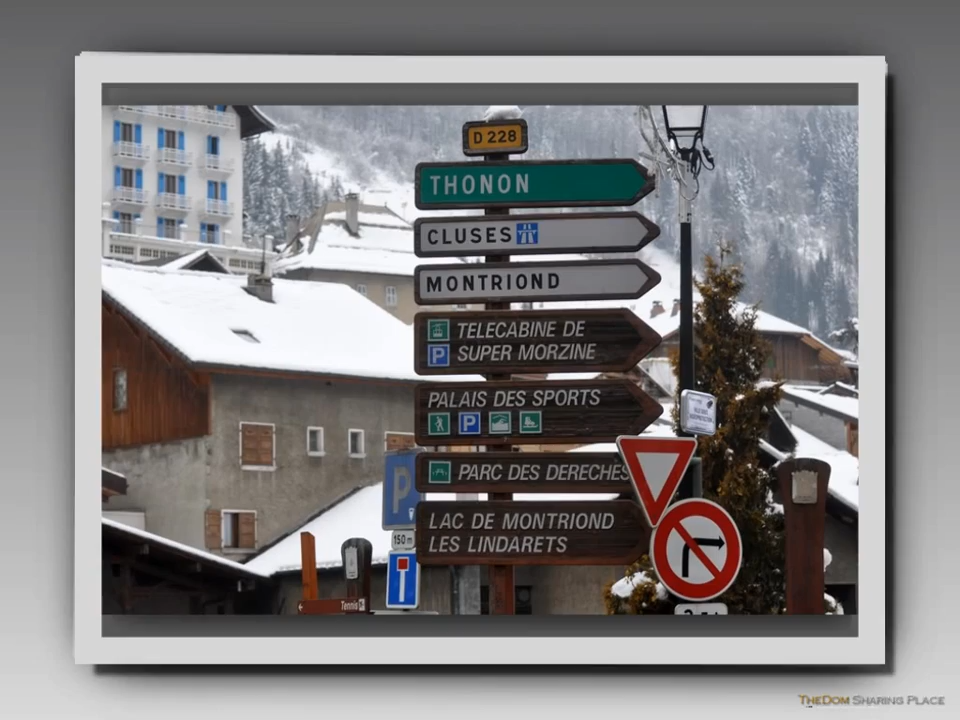 D 228
THONON
CLUSES
MONTRIOND
TELECABINE DE
P SUPER MORZINE
PALAIS DES SPORTS
P
PARC DES DERECHES
LAC DE MONTRIOND
LES LINDARETS
P
150 m
Tennis
THEDOM SHARING PLACE